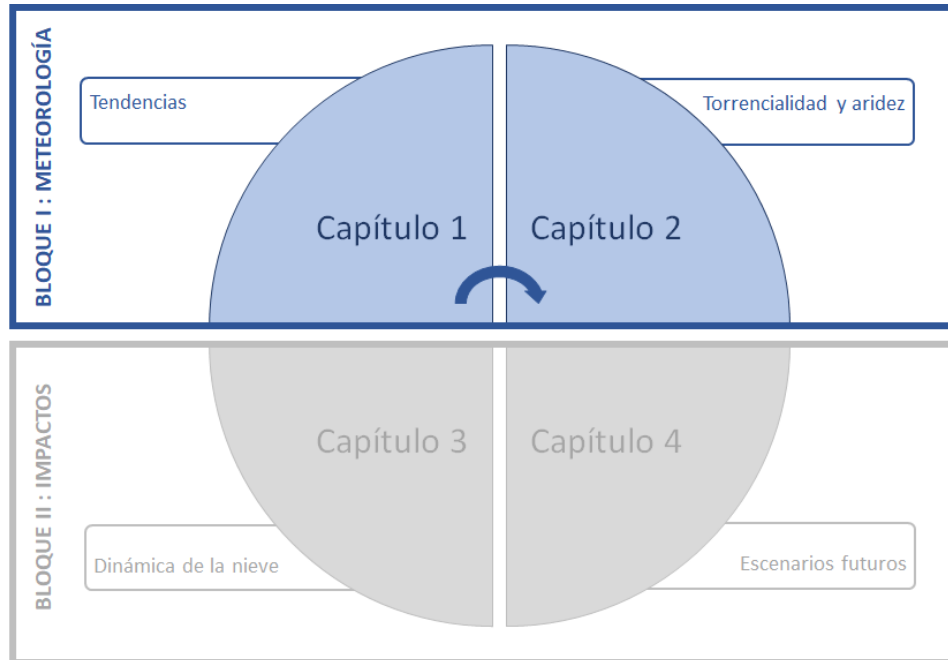 BLOQUE I : METEOROLOGÍA
Tendencias
Torrencialidad y aridez
Capítulo 1
Capítulo 2
BLOQUE II : IMPACTOS
Capítulo 3
Capítulo 4
Dinámica de la nieve
Escenarios futuros